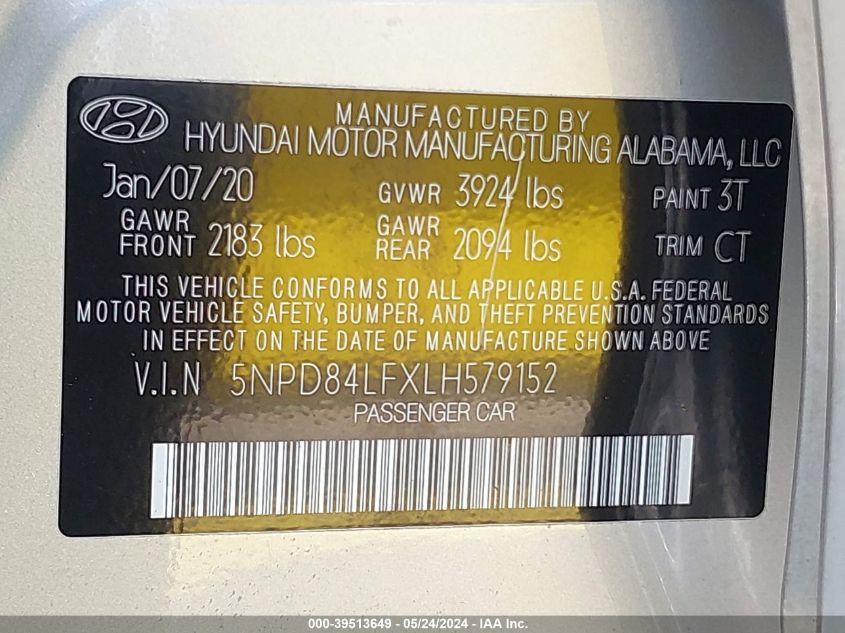 MANUFACTURED BY
HYUNDAI MOTOR MANUFACTURING ALABAMA, LLC
Jan/07/20 GVWR 3924 lbs PAINT 3T
GAWR FRONT 2183 lbs GAWR REAR 2094 lbs TRIM CT
THIS VEHICLE CONFORMS TO ALL APPLICABLE U.S.A. FEDERAL
MOTOR VEHICLE SAFETY, BUMPER, AND THEFT PREVENTION STANDARDS
IN EFFECT ON THE DATE OF MANUFACTURE SHOWN ABOVE
V.I.N 5NPD84LFXLH579152
PASSENGER CAR
000-39513649 - 05/24/2024 - IAA Inc.